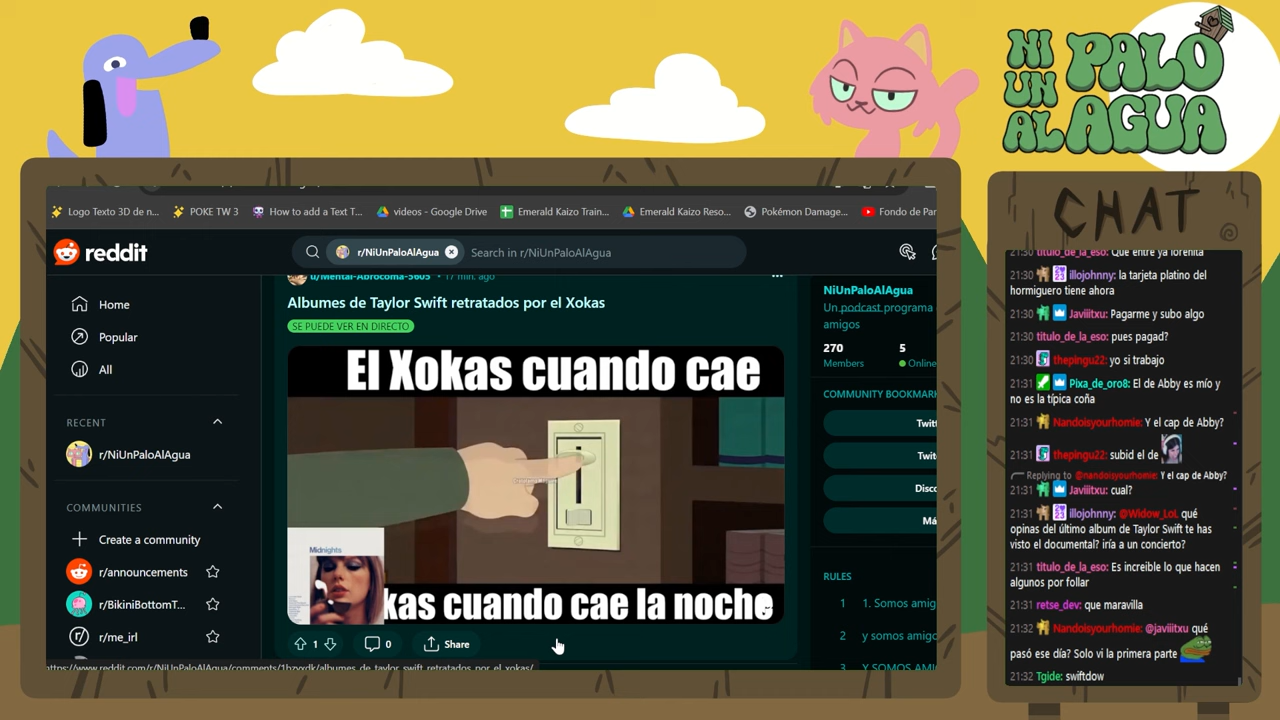 NI
UN
AL
PALO
AGUA
Logo Texto 3D de n...
POKE TW 3
How to add a Text T...
videos - Google Drive
Emerald Kaizo Train...
Emerald Kaizo Reso...
Pokémon Damage...
Fondo de Par
reddit
r/NiUnPaloAlAgua
Search in r/NiUnPaloAlAgua
Home
Popular
All
RECENT
r/NiUnPaloAlAgua
COMMUNITIES
Create a community
r/announcements
r/BikiniBottomT...
r/me_irl
u/Mental-Abrocoma-5605 • 17 min. ago
Albumes de Taylor Swift retratados por el Xokas
SE PUEDE VER EN DIRECTO
El Xokas cuando cae
Midnights
kas cuando cae la noche
1
0
Share
https://www.reddit.com/r/NiUnPaloAlAgua/comments/1bzyxdk/albumes_de_taylor_swift_retratados_por_el_xokas/
NiUnPaloAlAgua
Un podcast programa
amigos
270
5
Members
Online
COMMUNITY BOOKMAR
Twit
Twit
Disc
Má
RULES
1 1. Somos amig
2 y somos amigo
3 Y SOMOS AMIG
CHAT
21:30 titulo_de_la_eso: Que entre ya lorenita
21:30 illojohnny: la tarjeta platino del
hormiguero tiene ahora
21:30 Javiiitxu: Pagarme y subo algo
21:30 titulo_de_la_eso: pues pagad?
21:30 thepingu22: yo si trabajo
21:31 Pixa_de_oro8: El de Abby es mío y
no es la típica coña
21:31 Nandoisyourhomie: Y el cap de Abby?
21:31 thepingu22: subid el de
Replying to @nandoisyourhomie: Y el cap de Abby?
21:31 Javiiitxu: cual?
21:31 illojohnny: @Widow_LoL qué
opinas del último album de Taylor Swift te has
visto el documental? iría a un concierto?
21:31 titulo_de_la_eso: Es increible lo que hacen
algunos por follar
21:31 retse_dev: que maravilla
21:32 Nandoisyourhomie: @javiiitxu qué
pasó ese día? Solo vi la primera parte
21:32 Tgide: swiftdow